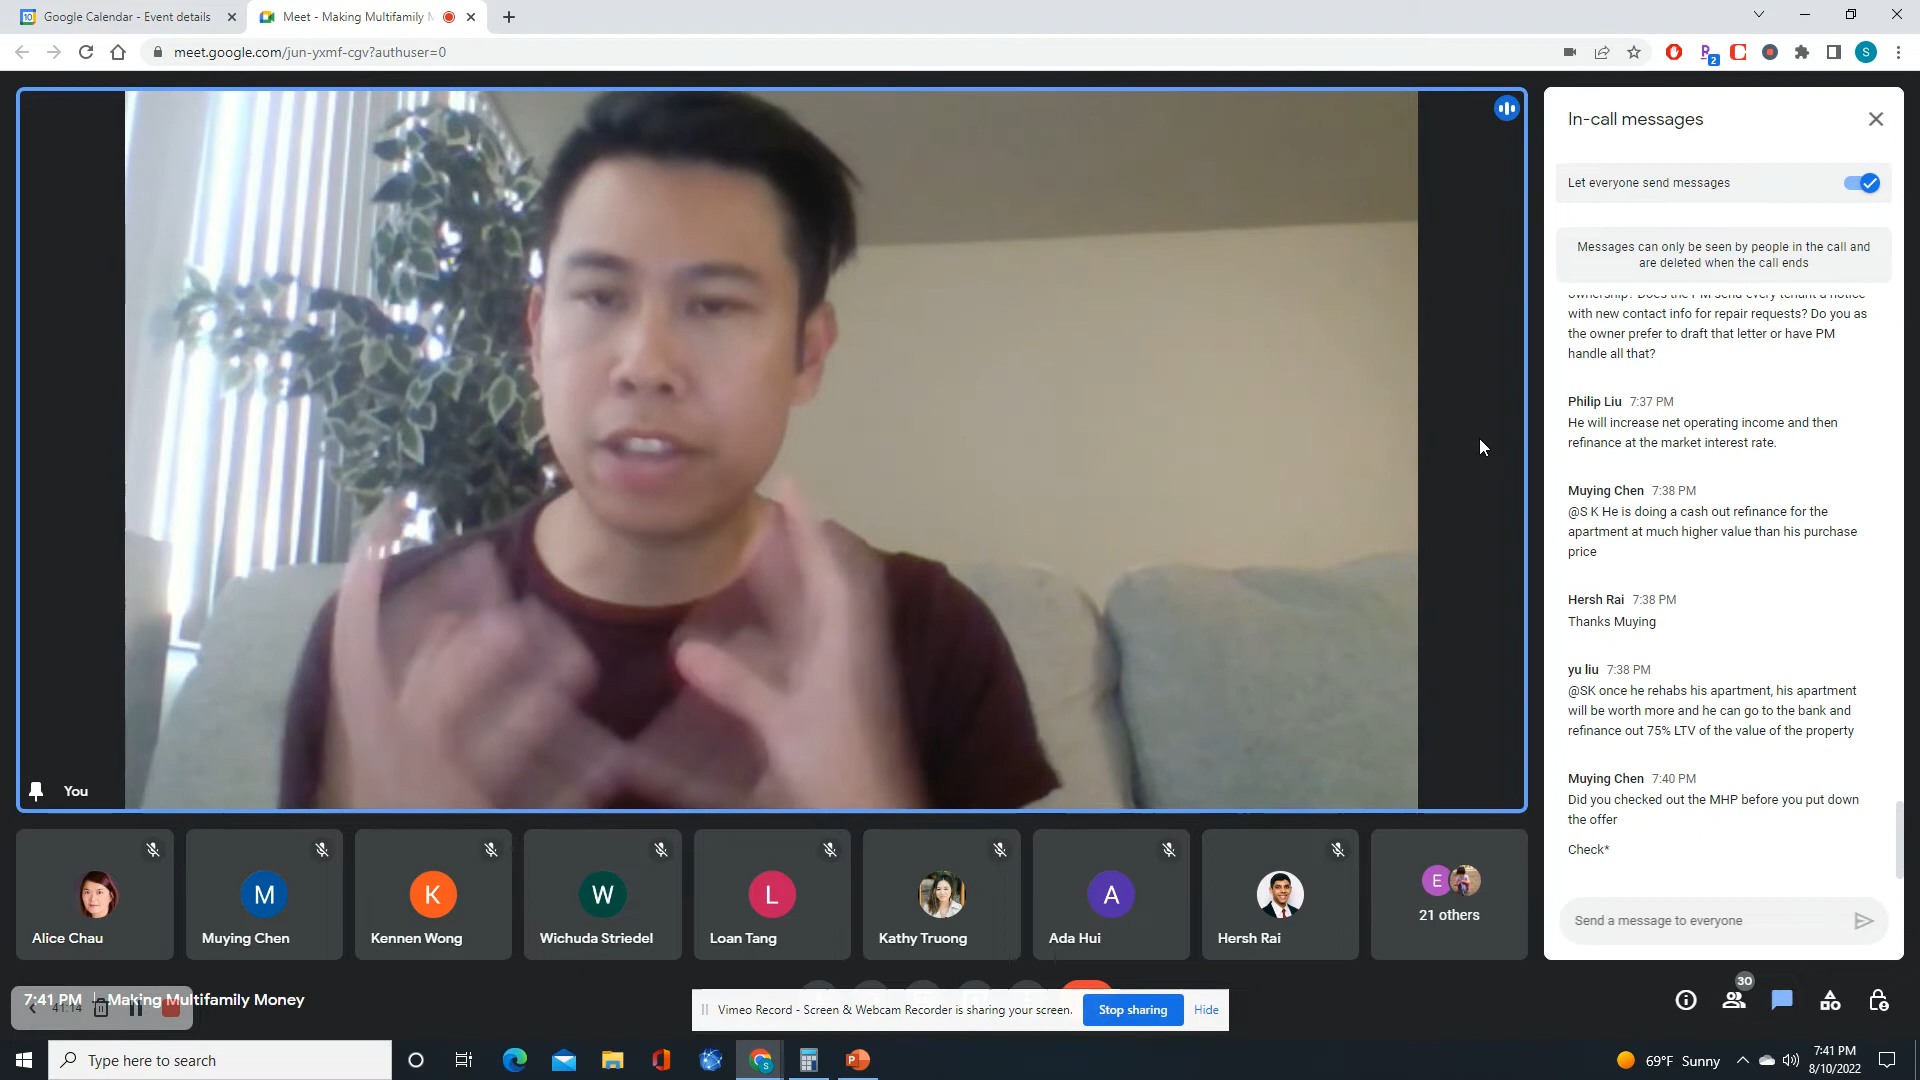 Google Calendar - Event details
Meet - Making Multifamily M
meet.google.com/jun-yxmf-cgv?authuser=0
2
S
In-call messages
Let everyone send messages
Messages can only be seen by people in the call and
are deleted when the call ends
ownership? Does the PM send every tenant a notice
with new contact info for repair requests? Do you as
the owner prefer to draft that letter or have PM
handle all that?
Philip Liu 7:37 PM
He will increase net operating income and then
refinance at the market interest rate.
Muying Chen 7:38 PM
@S K He is doing a cash out refinance for the
apartment at much higher value than his purchase
price
Hersh Rai 7:38 PM
Thanks Muying
yu liu 7:38 PM
@SK once he rehabs his apartment, his apartment
will be worth more and he can go to the bank and
refinance out 75% LTV of the value of the property
Muying Chen 7:40 PM
Did you checked out the MHP before you put down
the offer
Check*
Send a message to everyone
You
M
K
W
L
A
E
Alice Chau
Muying Chen
Kennen Wong
Wichuda Striedel
Loan Tang
Kathy Truong
Ada Hui
Hersh Rai
21 others
7:41 PM | Making Multifamily Money
41:14
Vimeo Record - Screen & Webcam Recorder is sharing your screen.
Stop sharing
Hide
30
Type here to search
69°F Sunny
7:41 PM
8/10/2022